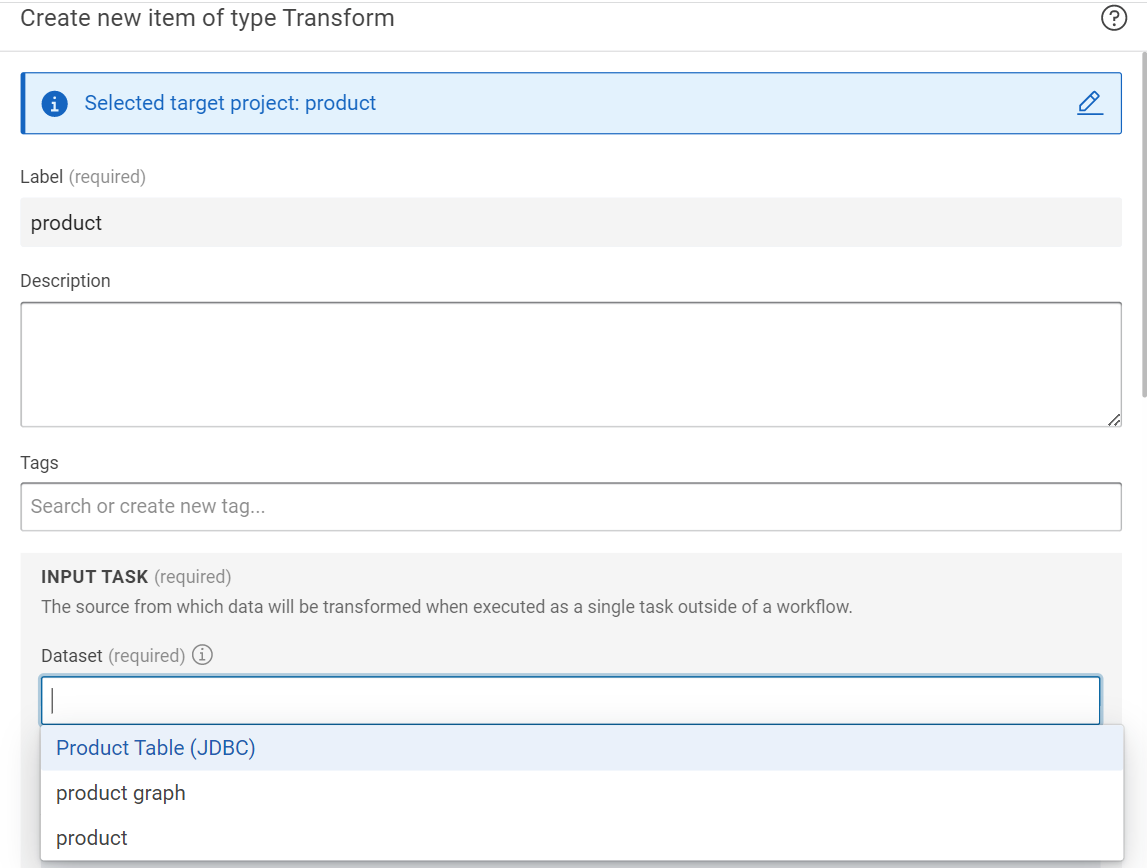 Create new item of type Transform
Selected target project: product
Label (required)
product
Description
Tags
Search or create new tag...
INPUT TASK (required)
The source from which data will be transformed when executed as a single task outside of a workflow.
Dataset (required)
Product Table (JDBC)
product graph
product